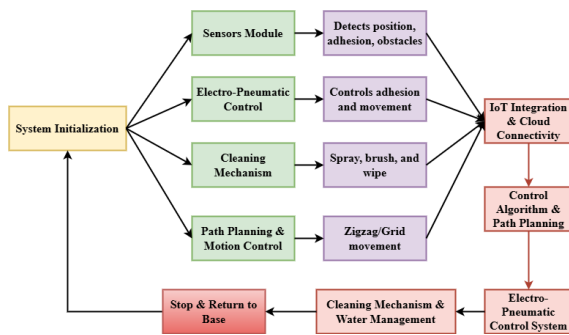 Sensors Module
Detects position,
adhesion, obstacles
Electro-Pneumatic
Control
Controls adhesion
and movement
IoT Integration
& Cloud
Connectivity
System Initialization
Cleaning
Mechanism
Spray, brush, and
wipe
Control
Algorithm &
Path Planning
Path Planning &
Motion Control
Zigzag/Grid
movement
Stop & Return to
Base
Cleaning Mechanism &
Water Management
Electro-
Pneumatic
Control System